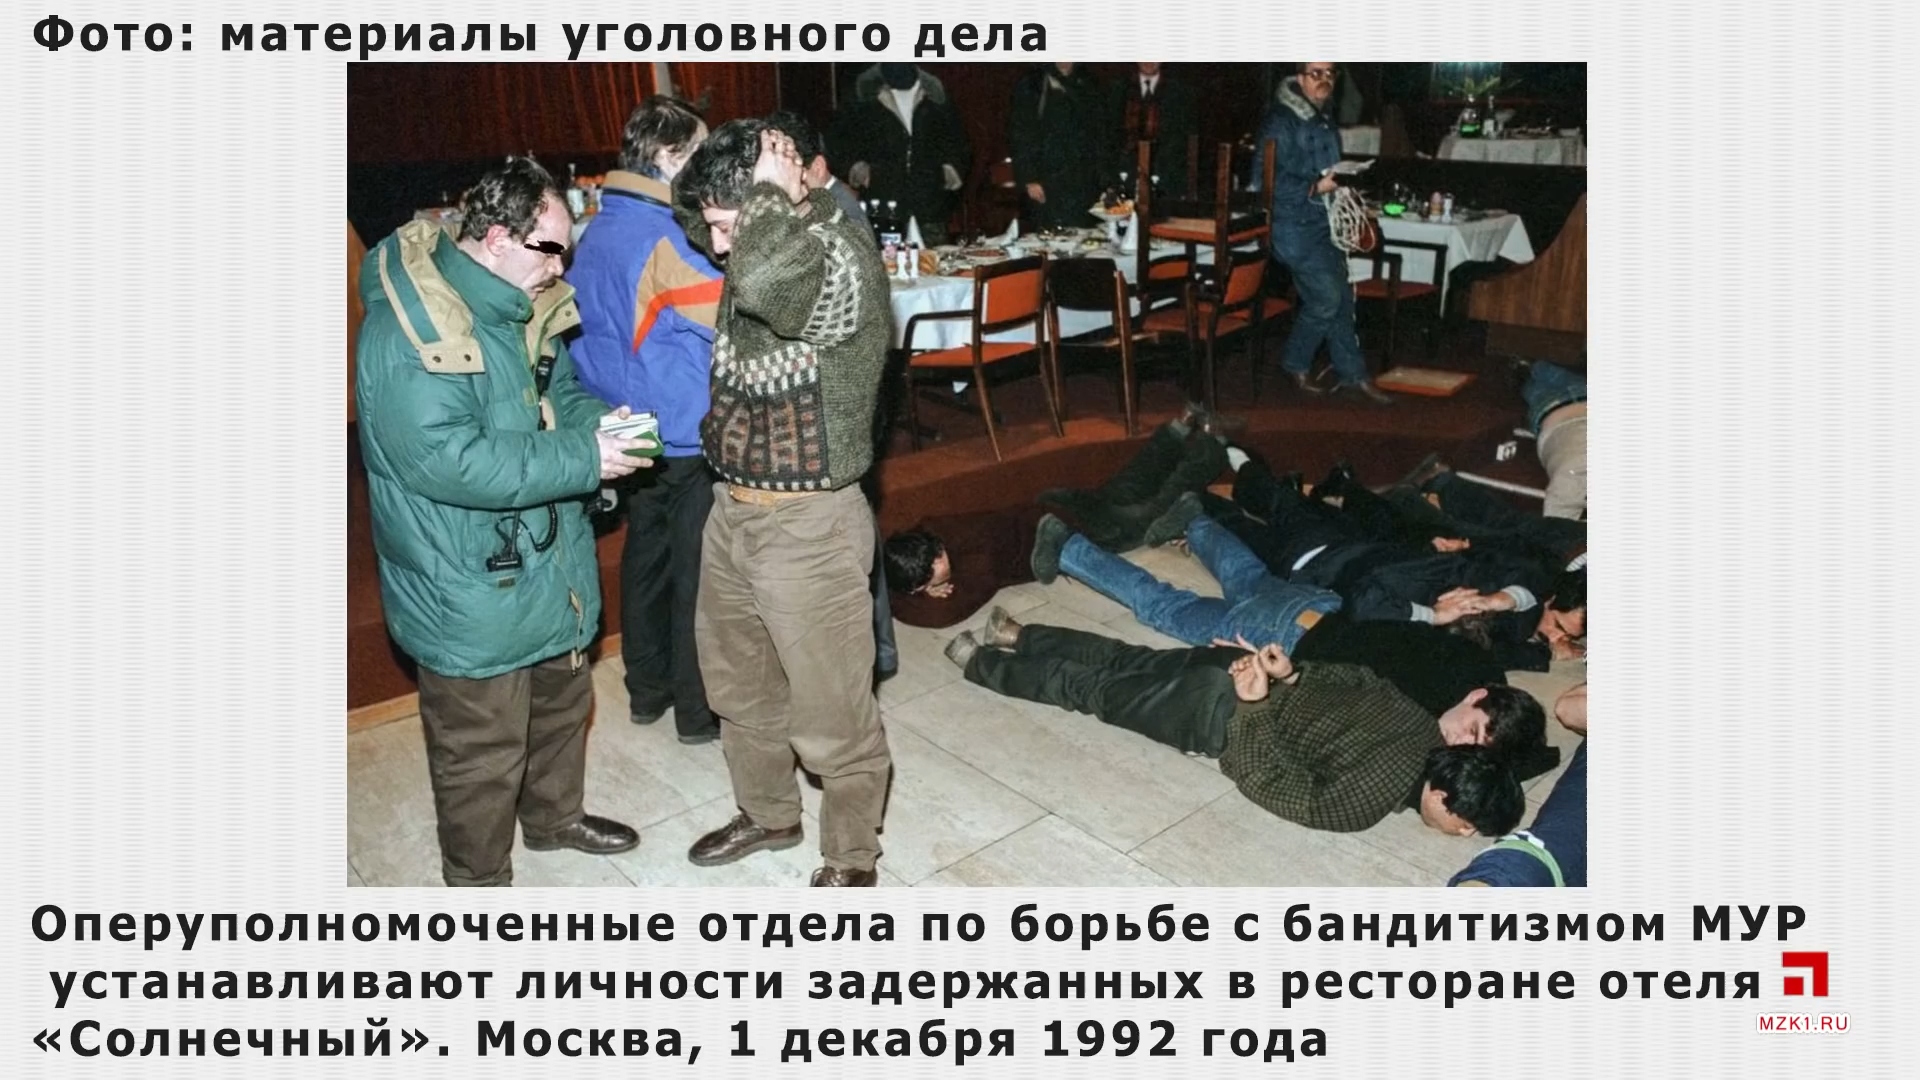 Фото: материалы уголовного дела
Оперуполномоченные отдела по борьбе с бандитизмом МУР
устанавливают личности задержанных в ресторане отеля
«Солнечный». Москва, 1 декабря 1992 года
MZK1.RU